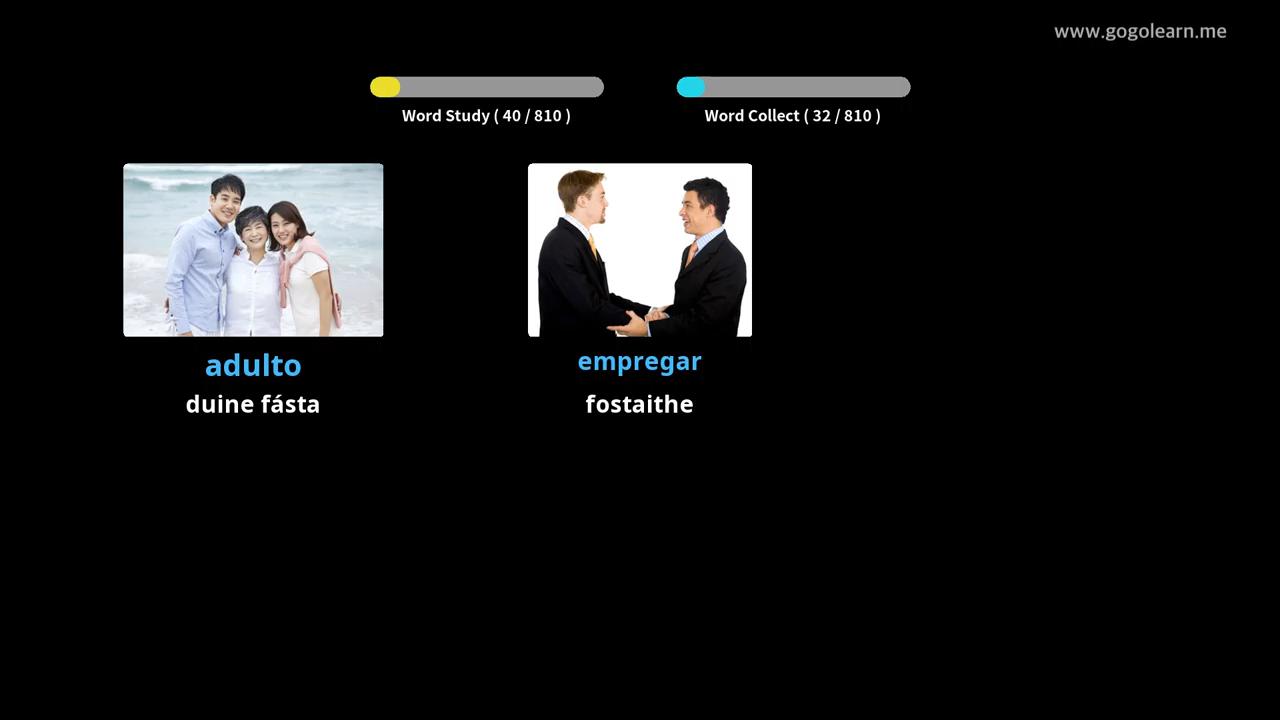 www.gogolearn.me
Word Study ( 40 / 810 )
Word Collect ( 32 / 810 )
adulto
duine fásta
empregar
fostaithe